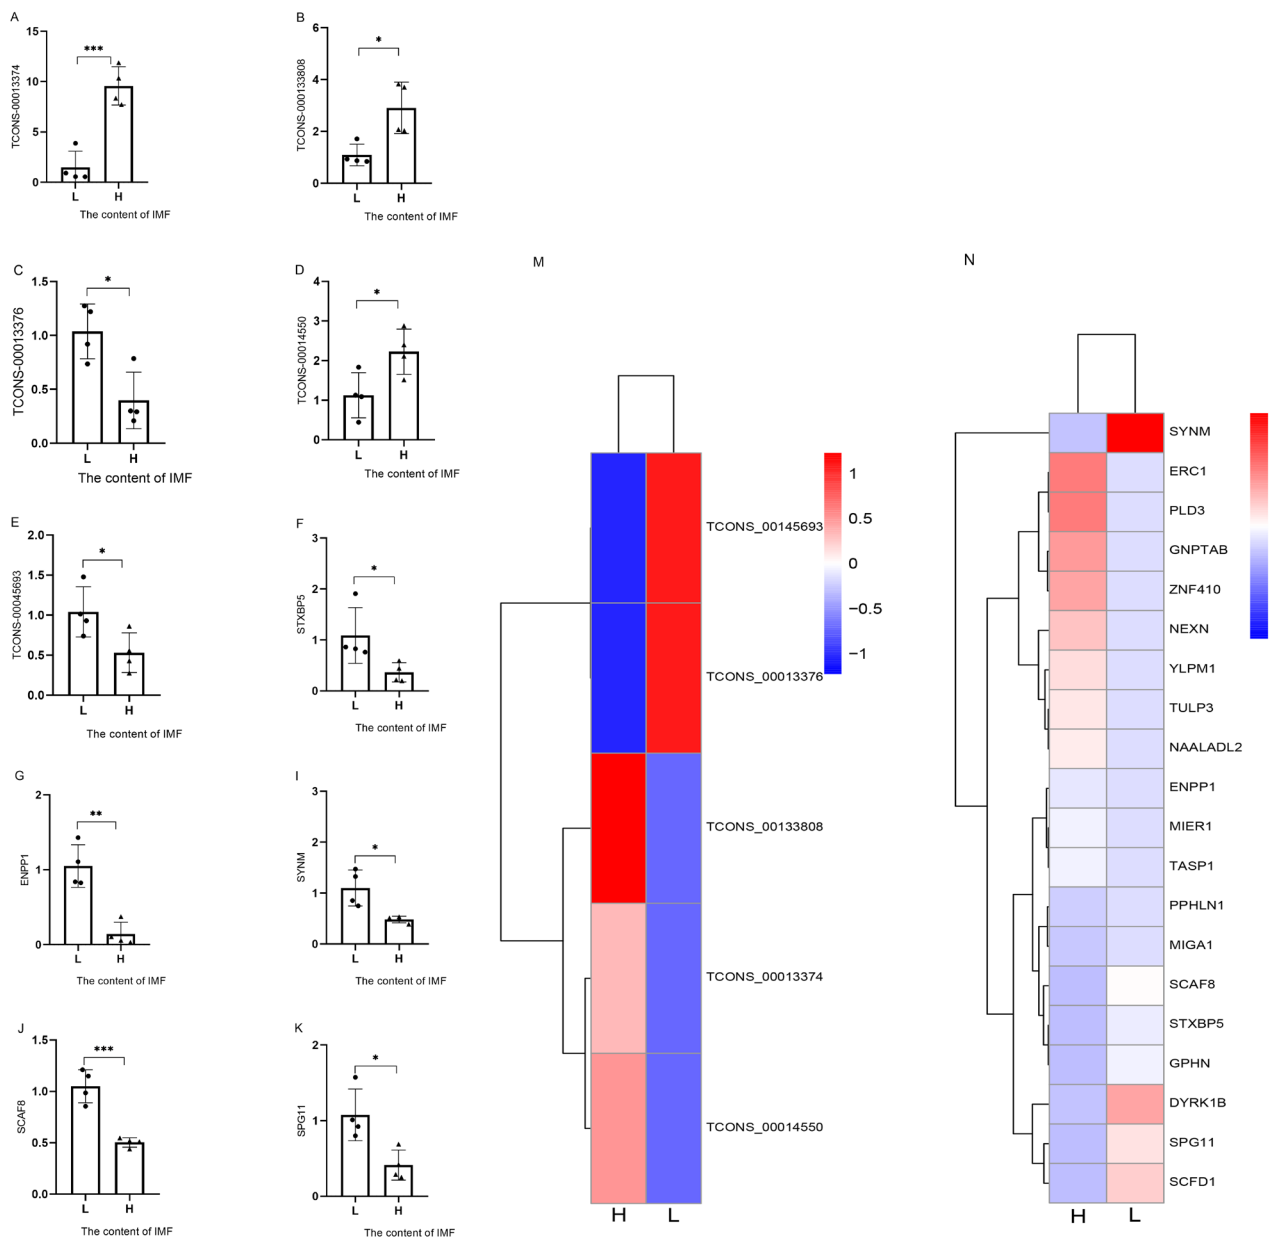 A
TCONS-00013374
15
10
5
0
***
L H
The content of IMF
B
TCONS-000133808
6
4
2
0
*
L H
The content of IMF
C
TCONS-00013376
1.5
1.0
0.5
0.0
*
L H
The content of IMF
D
TCONS-00014550
4
3
2
1
0
*
L H
The content of IMF
E
TCONS-00045693
2.0
1.5
1.0
0.5
0.0
*
L H
The content of IMF
F
STXBP5
3
2
1
0
*
L H
The content of IMF
G
ENPP1
2
1
0
**
L H
The content of IMF
I
SYNM
3
2
1
0
*
L H
The content of IMF
J
SCAF8
1.5
1.0
0.5
0.0
***
L H
The content of IMF
K
SPG11
2
1
0
*
L H
The content of IMF
M
TCONS_00145693
TCONS_00013376
TCONS_00133808
TCONS_00013374
TCONS_00014550
H L
1
0.5
0
−0.5
−1
N
SYNM
ERC1
PLD3
GNPTAB
ZNF410
NEXN
YLPM1
TULP3
NAALADL2
ENPP1
MIER1
TASP1
PPHLN1
MIGA1
SCAF8
STXBP5
GPHN
DYRK1B
SPG11
SCFD1
H L